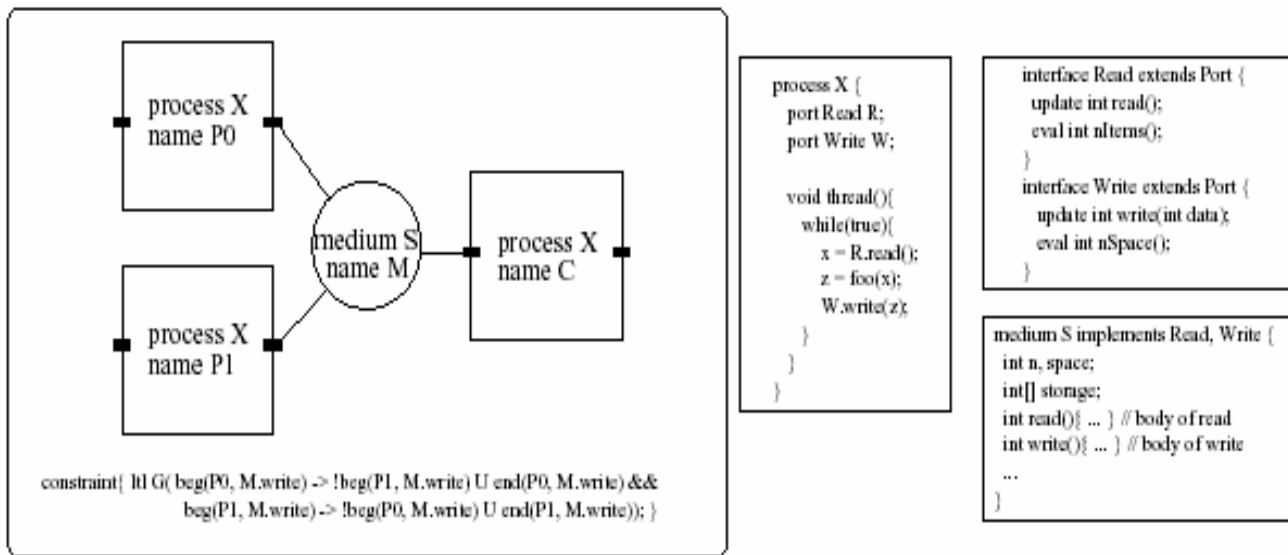 process X
name P0
medium S
name M
process X
name C
process X
name P1
constraint{ ltl G( beg(P0, M.write) -> !beg(P1, M.write) U end(P0, M.write) &&
beg(P1, M.write) -> !beg(P0, M.write) U end(P1, M.write)); }
process X {
port Read R;
port Write W;
void thread(){
while(true){
x = R.read();
z = foo(x);
W.write(z);
}
}
}
interface Read extends Port {
update int read();
eval int nItems();
}
interface Write extends Port {
update int write(int data);
eval int nSpace();
}
medium S implements Read, Write {
int n, space;
int[] storage;
int read(){ ... } // body of read
int write(){ ... } // body of write
...
}